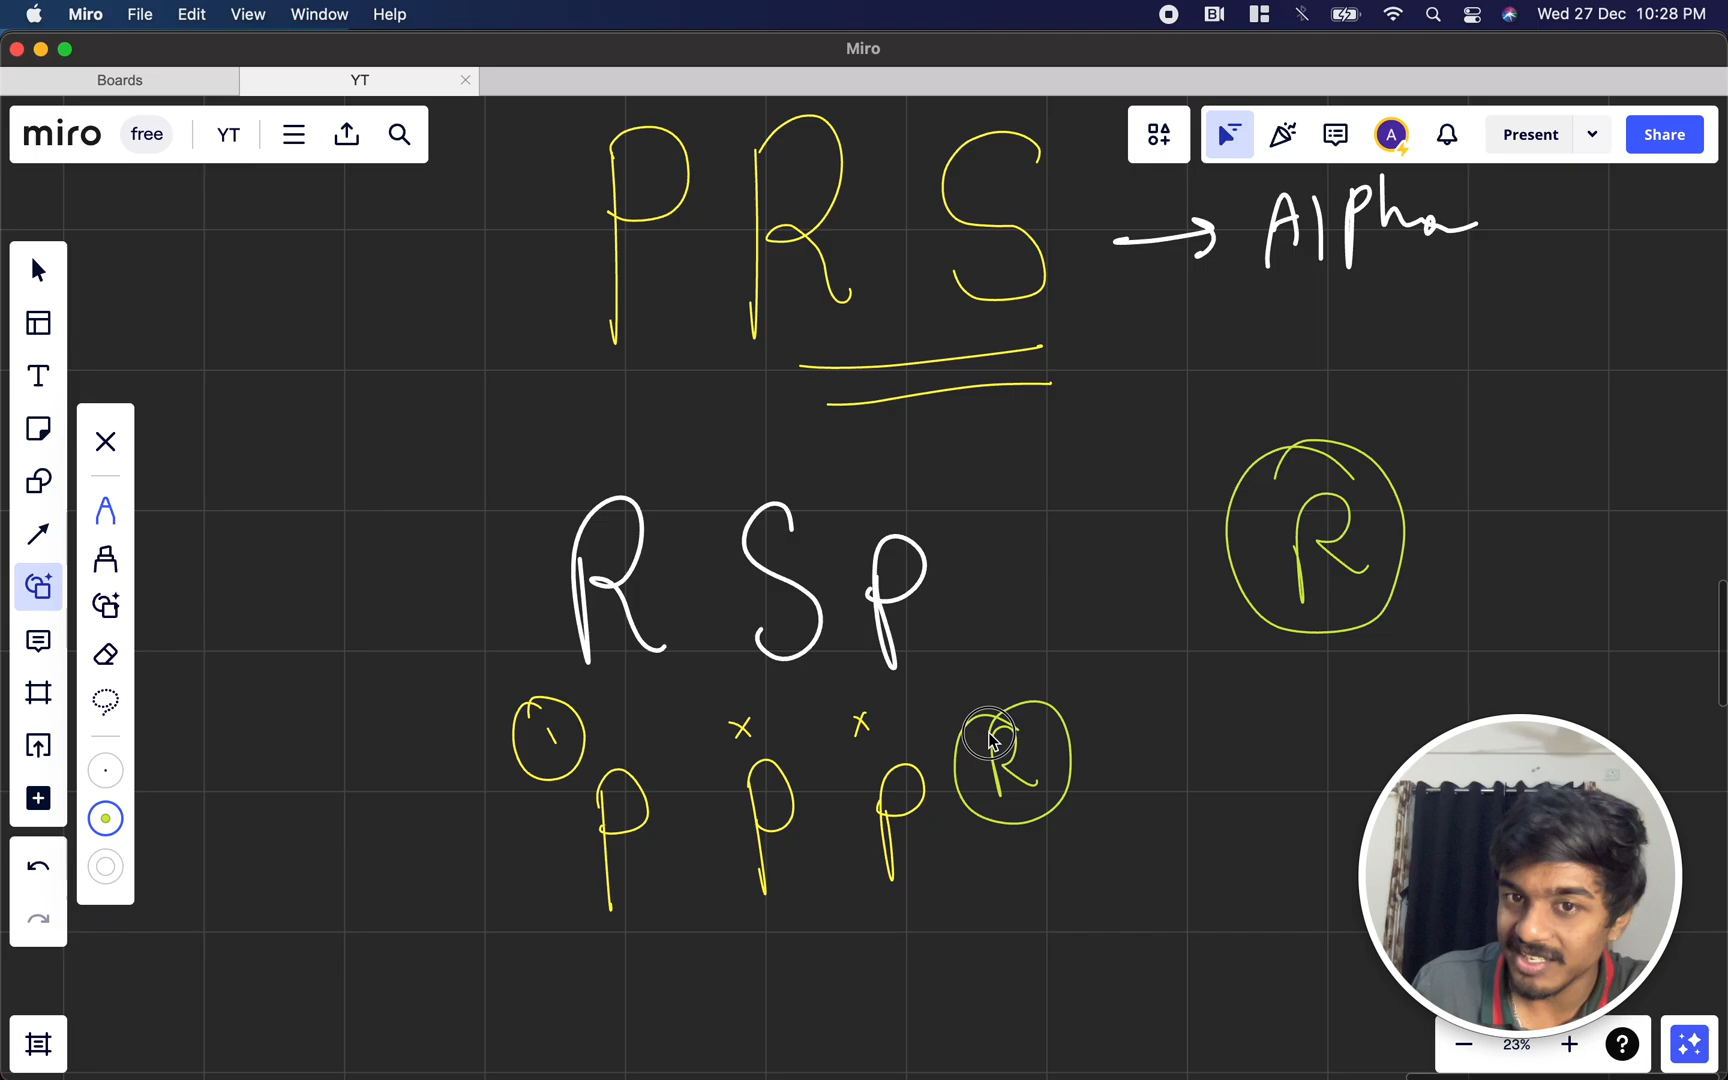 Miro File Edit View Window Help Wed 27 Dec 10:28 PM
Miro
Boards YT
miro free YT Present Share
A
P R S → Alpha
R
R S p
1 x x R
p p p
23%